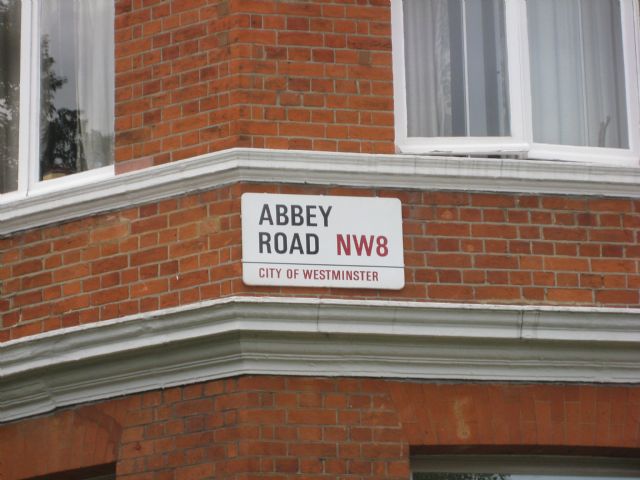 ABBEY
ROAD NW8
CITY OF WESTMINSTER